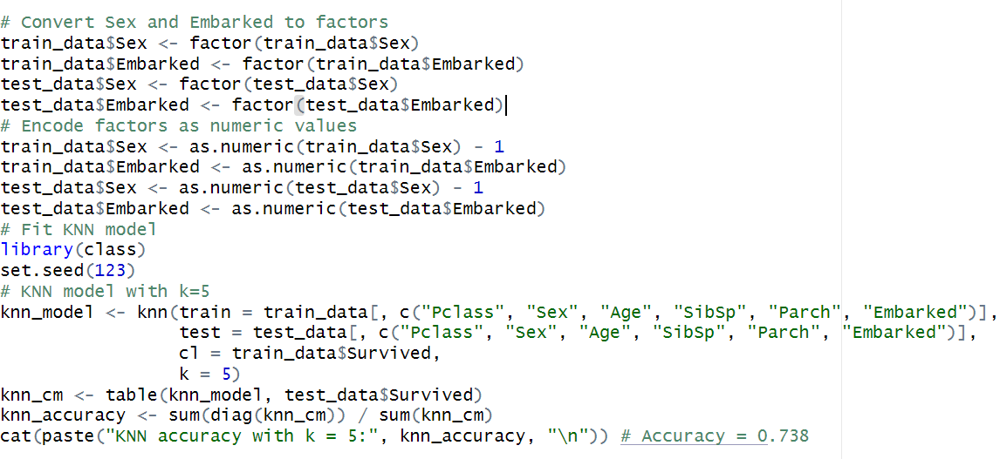 # Convert Sex and Embarked to factors
train_data$Sex <- factor(train_data$Sex)
train_data$Embarked <- factor(train_data$Embarked)
test_data$Sex <- factor(test_data$Sex)
test_data$Embarked <- factor(test_data$Embarked)
# Encode factors as numeric values
train_data$Sex <- as.numeric(train_data$Sex) - 1
train_data$Embarked <- as.numeric(train_data$Embarked)
test_data$Sex <- as.numeric(test_data$Sex) - 1
test_data$Embarked <- as.numeric(test_data$Embarked)
# Fit KNN model
library(class)
set.seed(123)
# KNN model with k=5
knn_model <- knn(train = train_data[, c("Pclass", "Sex", "Age", "SibSp", "Parch", "Embarked")],
                 test = test_data[, c("Pclass", "Sex", "Age", "SibSp", "Parch", "Embarked")],
                 cl = train_data$Survived,
                 k = 5)
knn_cm <- table(knn_model, test_data$Survived)
knn_accuracy <- sum(diag(knn_cm)) / sum(knn_cm)
cat(paste("KNN accuracy with k = 5:", knn_accuracy, "\n")) # Accuracy = 0.738